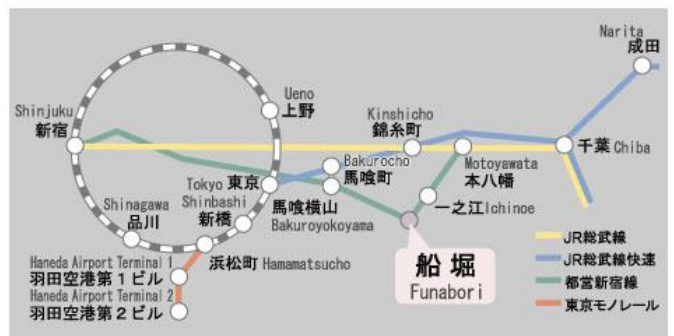 Narita
成田
Ueno
上野
Shinjuku
新宿
Kinshicho
錦糸町
千葉 Chiba
Bakurocho
馬喰町
Motoyawata
本八幡
Tokyo 東京
Shinbashi
新橋
馬喰横山
Bakuroyokoyama
一之江 Ichinoe
Shinagawa
品川
浜松町 Hamamatsucho
Haneda Airport Terminal 1
羽田空港第1ビル
Haneda Airport Terminal 2
羽田空港第2ビル
船堀
Funabori
JR総武線
JR総武線快速
都営新宿線
東京モノレール